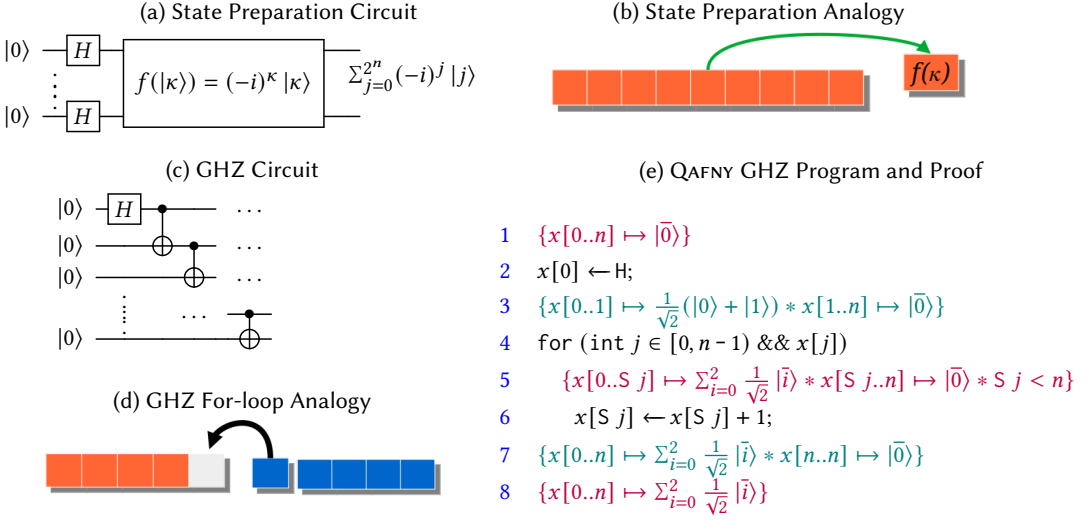 (a) State Preparation Circuit
|0⟩ H
⋮ ⋮ f(|κ⟩) = (-i)^κ |κ⟩ Σ_{j=0}^{2^n} (-i)^j |j⟩
|0⟩ H
(b) State Preparation Analogy
f(κ)
(c) GHZ Circuit
|0⟩ H ...
|0⟩ ...
|0⟩ ...
...
|0⟩
(d) GHZ For-loop Analogy
(e) QAFNY GHZ Program and Proof
1 {x[0..n] ↦ |0̅⟩}
2 x[0] ← H;
3 {x[0..1] ↦ 1/√2 (|0⟩ + |1⟩) * x[1..n] ↦ |0̅⟩}
4 for (int j ∈ [0, n - 1) && x[j])
5 {x[0..S j] ↦ Σ_{i=0}^{2} 1/√2 |i̅⟩ * x[S j..n] ↦ |0̅⟩ * S j < n}
6 x[S j] ← x[S j] + 1;
7 {x[0..n] ↦ Σ_{i=0}^{2} 1/√2 |i̅⟩ * x[n..n] ↦ |0̅⟩}
8 {x[0..n] ↦ Σ_{i=0}^{2} 1/√2 |i̅⟩}